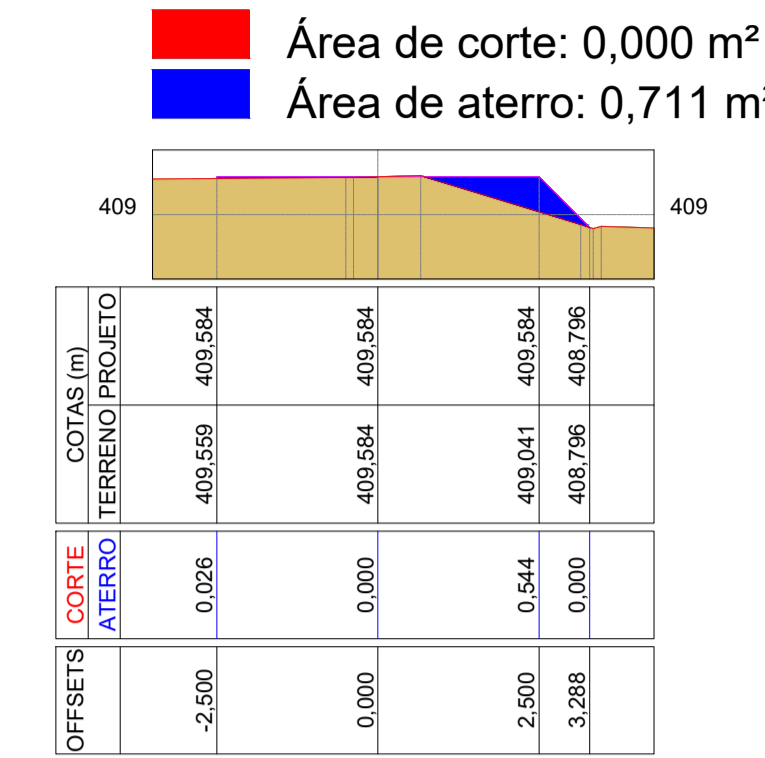 Área de corte: 0,000 m²
Área de aterro: 0,711 m²
409
409
COTAS (m)
PROJETO
409,584
409,584
409,584
408,796
TERRENO
409,559
409,584
409,041
408,796
CORTE
ATERRO
0,026
0,000
0,544
0,000
OFFSETS
-2,500
0,000
2,500
3,288